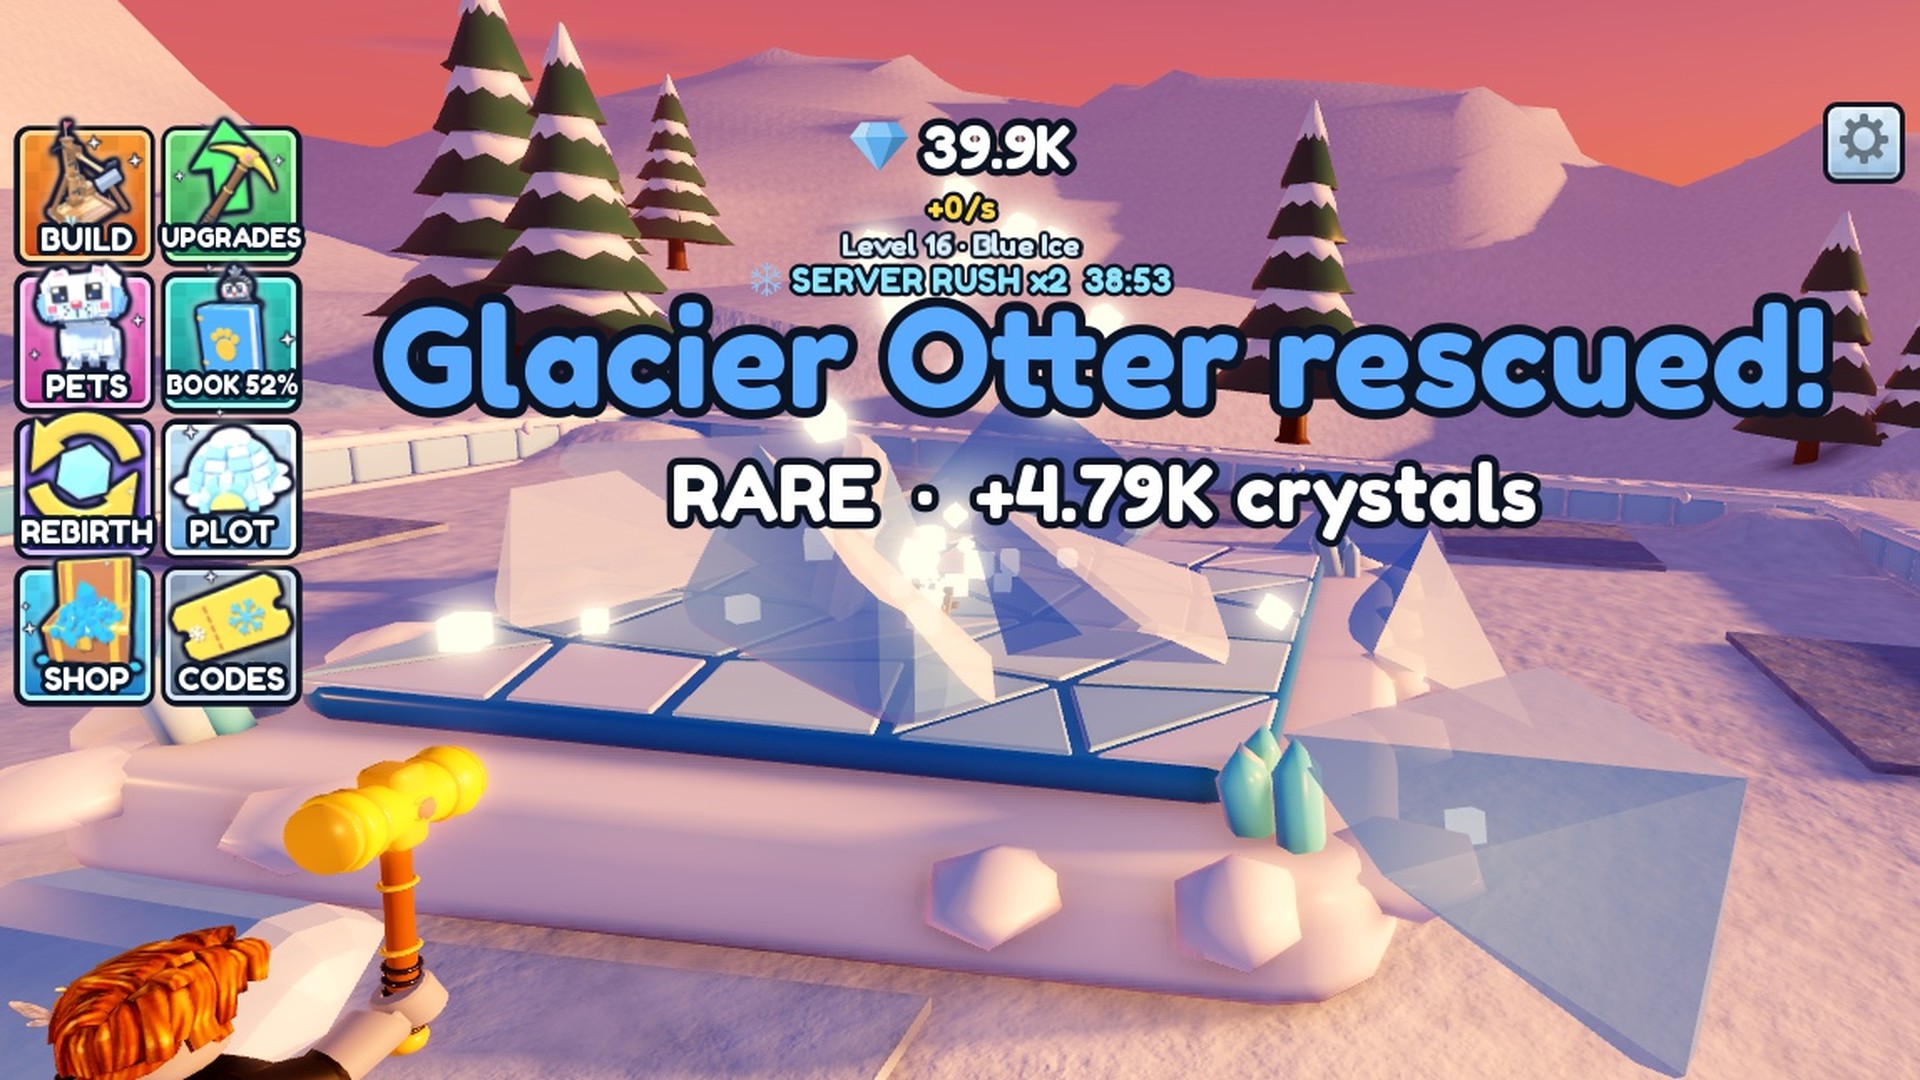 39.9K
+0/s
Level 16 · Blue Ice
SERVER RUSH x2 38:53
Glacier Otter rescued!
RARE · +4.79K crystals
BUILD
UPGRADES
PETS
BOOK 52%
REBIRTH
PLOT
SHOP
CODES